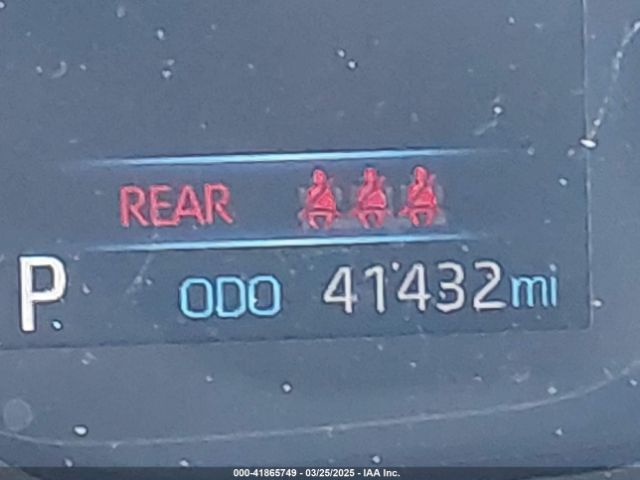 REAR
P ODO 41432mi
000-41865749 - 03/25/2025 - IAA Inc.